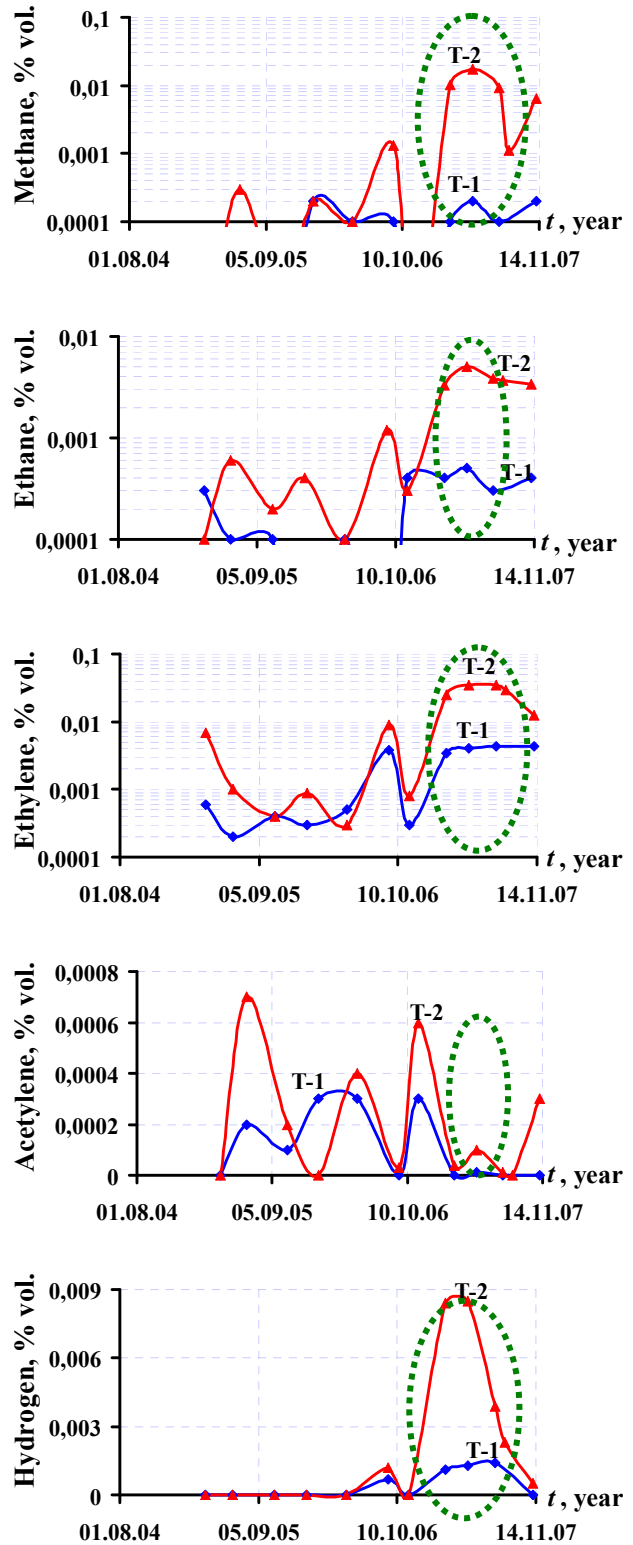 Methane, % vol.
0,1
0,01
0,001
0,0001
T-2
T-1
t, year
01.08.04 05.09.05 10.10.06 14.11.07
Ethane, % vol.
0,01
0,001
0,0001
T-2
T-1
t, year
01.08.04 05.09.05 10.10.06 14.11.07
Ethylene, % vol.
0,1
0,01
0,001
0,0001
T-2
T-1
t, year
01.08.04 05.09.05 10.10.06 14.11.07
Acetylene, % vol.
0,0008
0,0006
0,0004
0,0002
0
T-2
T-1
t, year
01.08.04 05.09.05 10.10.06 14.11.07
Hydrogen, % vol.
0,009
0,006
0,003
0
T-2
T-1
t, year
01.08.04 05.09.05 10.10.06 14.11.07